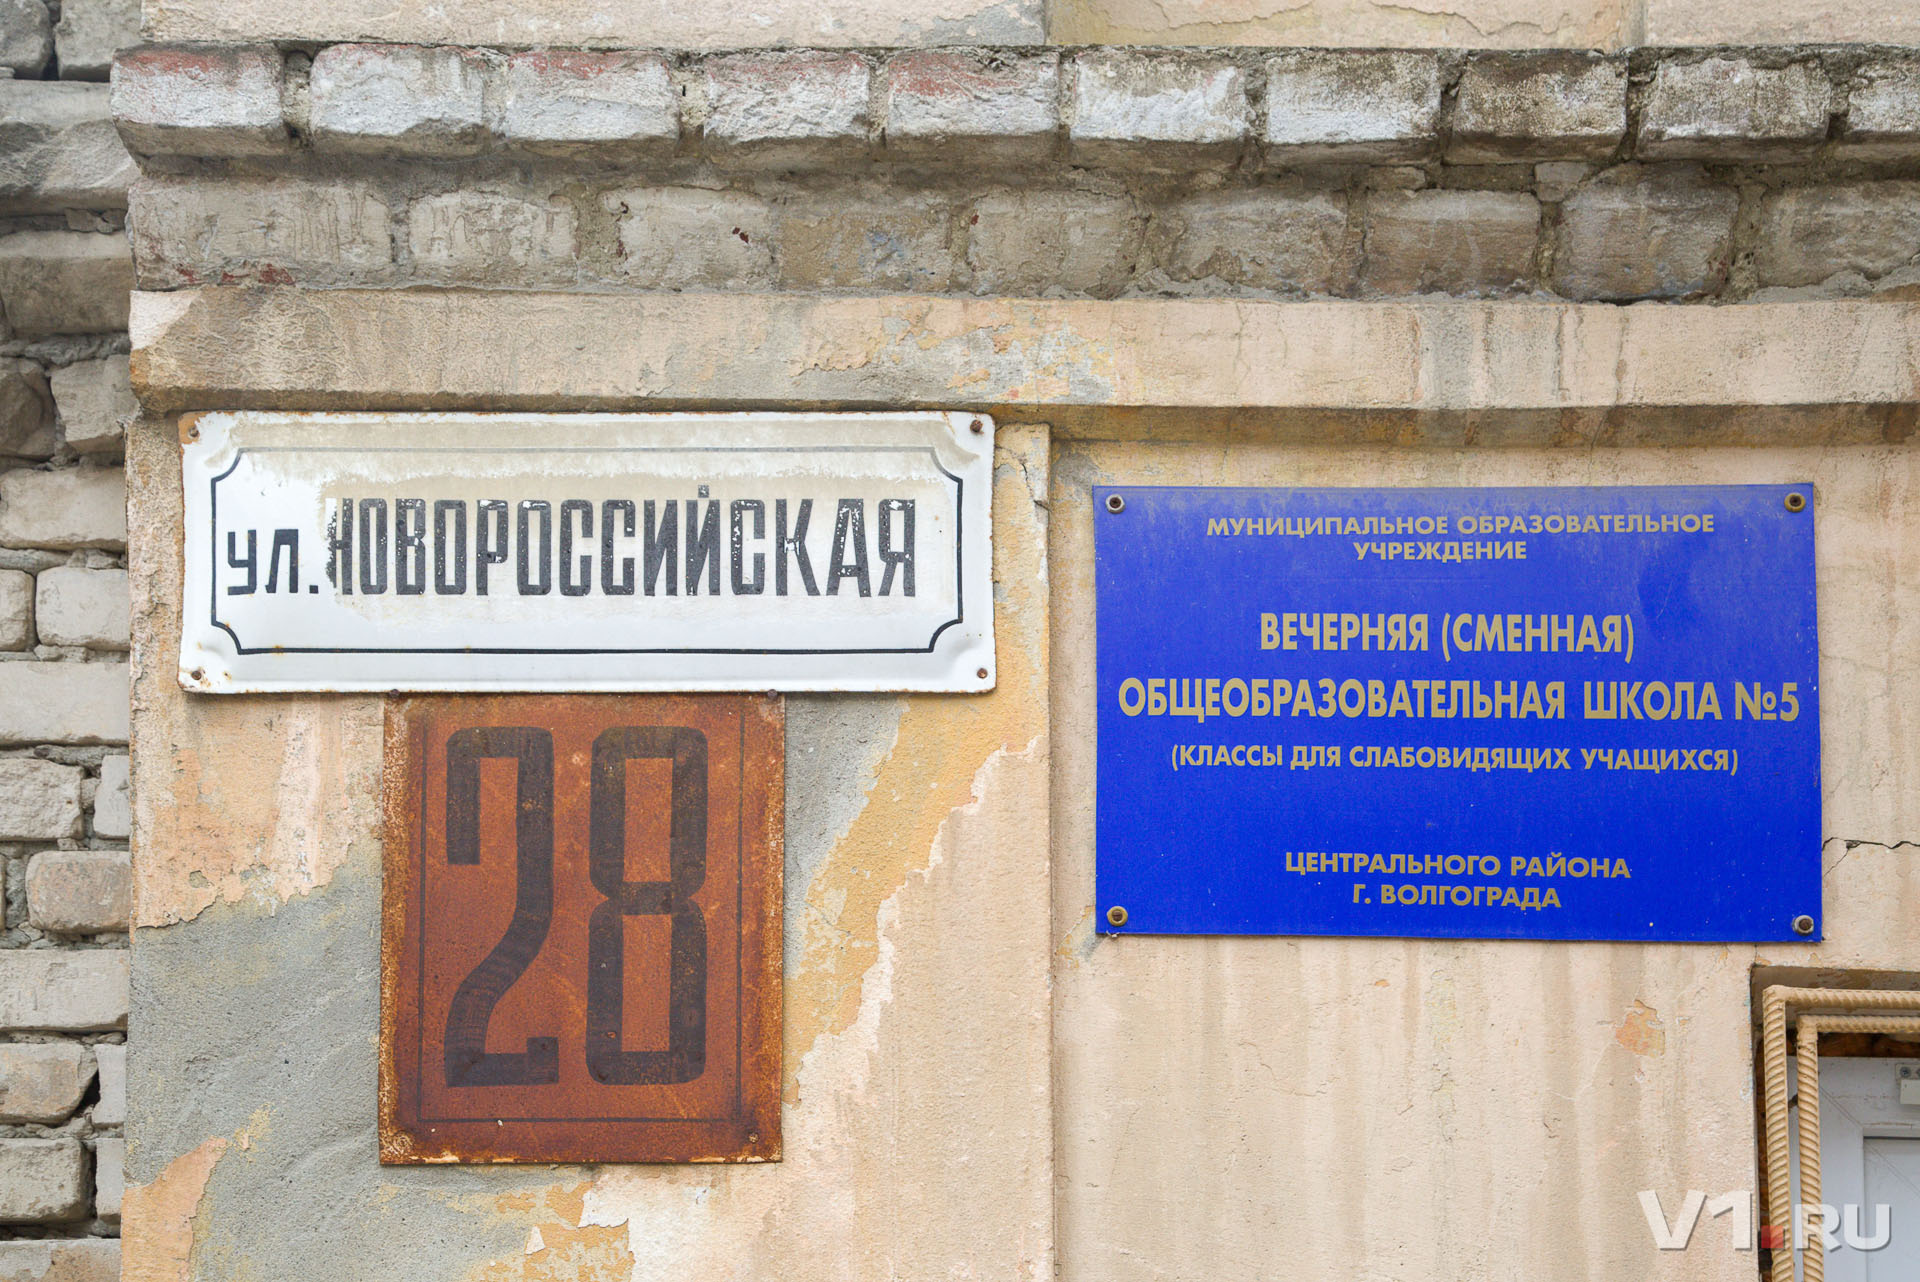 ул. НОВОРОССИЙСКАЯ
28
МУНИЦИПАЛЬНОЕ ОБРАЗОВАТЕЛЬНОЕ
УЧРЕЖДЕНИЕ
ВЕЧЕРНЯЯ (СМЕННАЯ)
ОБЩЕОБРАЗОВАТЕЛЬНАЯ ШКОЛА №5
(КЛАССЫ ДЛЯ СЛАБОВИДЯЩИХ УЧАЩИХСЯ)
ЦЕНТРАЛЬНОГО РАЙОНА
Г. ВОЛГОГРАДА
V1.RU